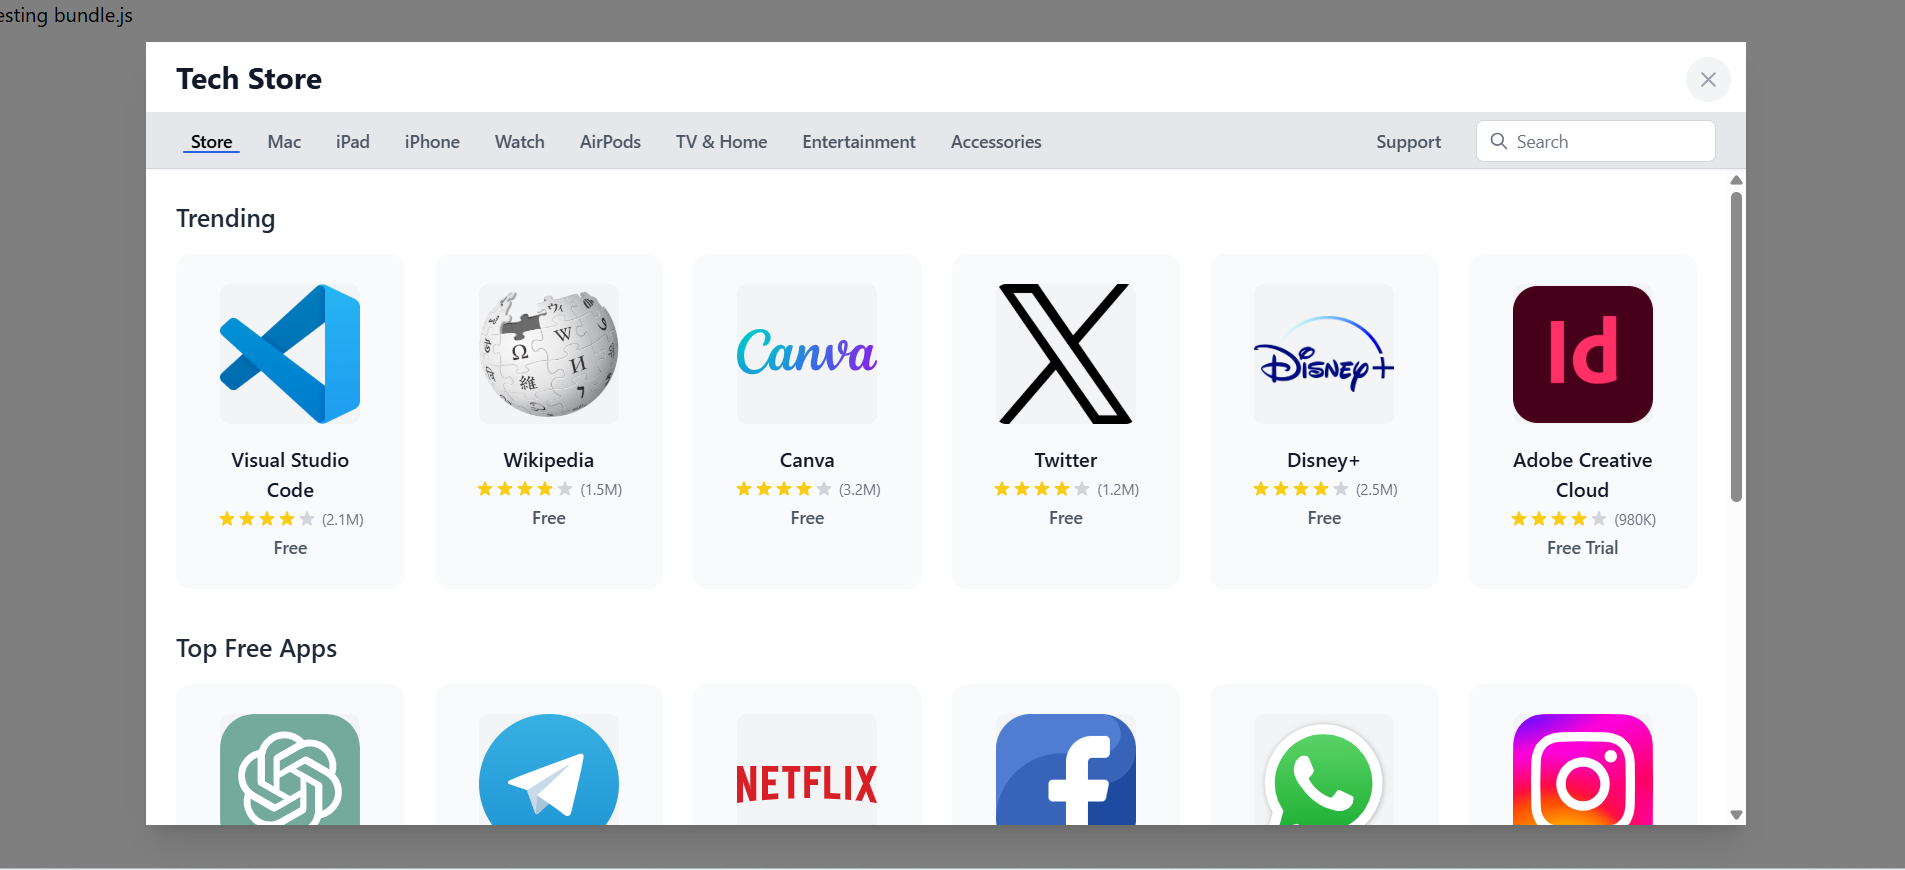 esting bundle.js
Tech Store
Store Mac iPad iPhone Watch AirPods TV & Home Entertainment Accessories Support Search
Trending
W
Ω И
維
Canva
Disney+
Id
Visual Studio Wikipedia Canva Twitter Disney+ Adobe Creative
Code (1.5M) (3.2M) (1.2M) (2.5M) Cloud
(2.1M) Free Free Free Free (980K)
Free Free Trial
Top Free Apps
NETFLIX